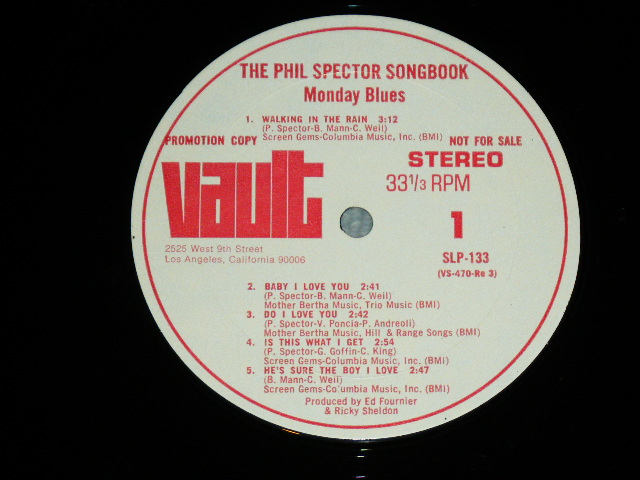 THE PHIL SPECTOR SONGBOOK
Monday Blues
1. WALKING IN THE RAIN 3:12
(P. Spector-B. Mann-C. Weil)
Screen Gems-Columbia Music, Inc. (BMI)
PROMOTION COPY
NOT FOR SALE
vault
STEREO
33 1/3 RPM
1
2525 West 9th Street
Los Angeles, California 90006
SLP-133
(VS-470-Re 3)
2. BABY I LOVE YOU 2:41
(P. Spector-B. Mann-C. Weil)
Mother Bertha Music, Trio Music (BMI)
3. DO I LOVE YOU 2:42
(P. Spector-V. Poncia-P. Andreoli)
Mother Bertha Music, Hill & Range Songs (BMI)
4. IS THIS WHAT I GET 2:54
(P. Spector-G. Goffin-C. King)
Screen Gems-Columbia Music, Inc. (BMI)
5. HE'S SURE THE BOY I LOVE 2:47
(B. Mann-C. Weil)
Screen Gems-Columbia Music, Inc. (BMI)
Produced by Ed Fournier
& Ricky Sheldon